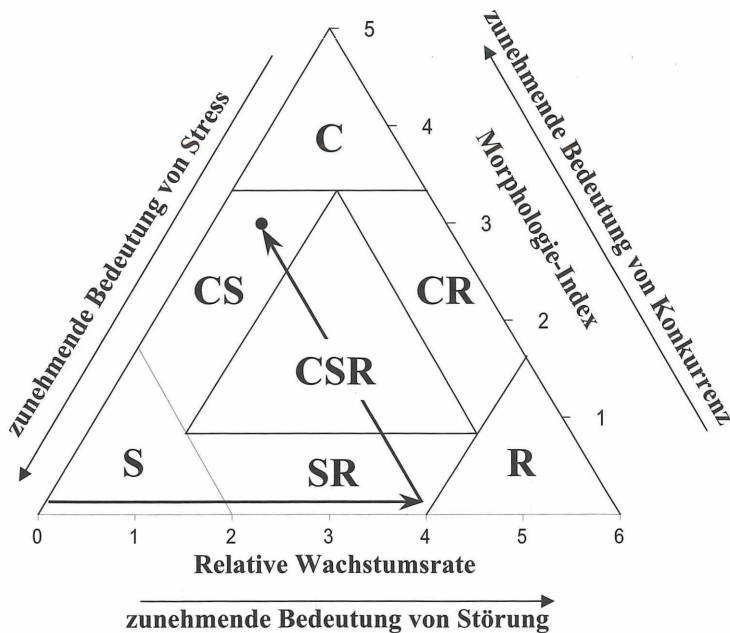 zunehmende Bedeutung von Stress
zunehmende Bedeutung von Konkurrenz
Morphologie-Index
5
4
3
2
1
C
CS
CR
CSR
S
SR
R
0 1 2 3 4 5 6
Relative Wachstumsrate
zunehmende Bedeutung von Störung